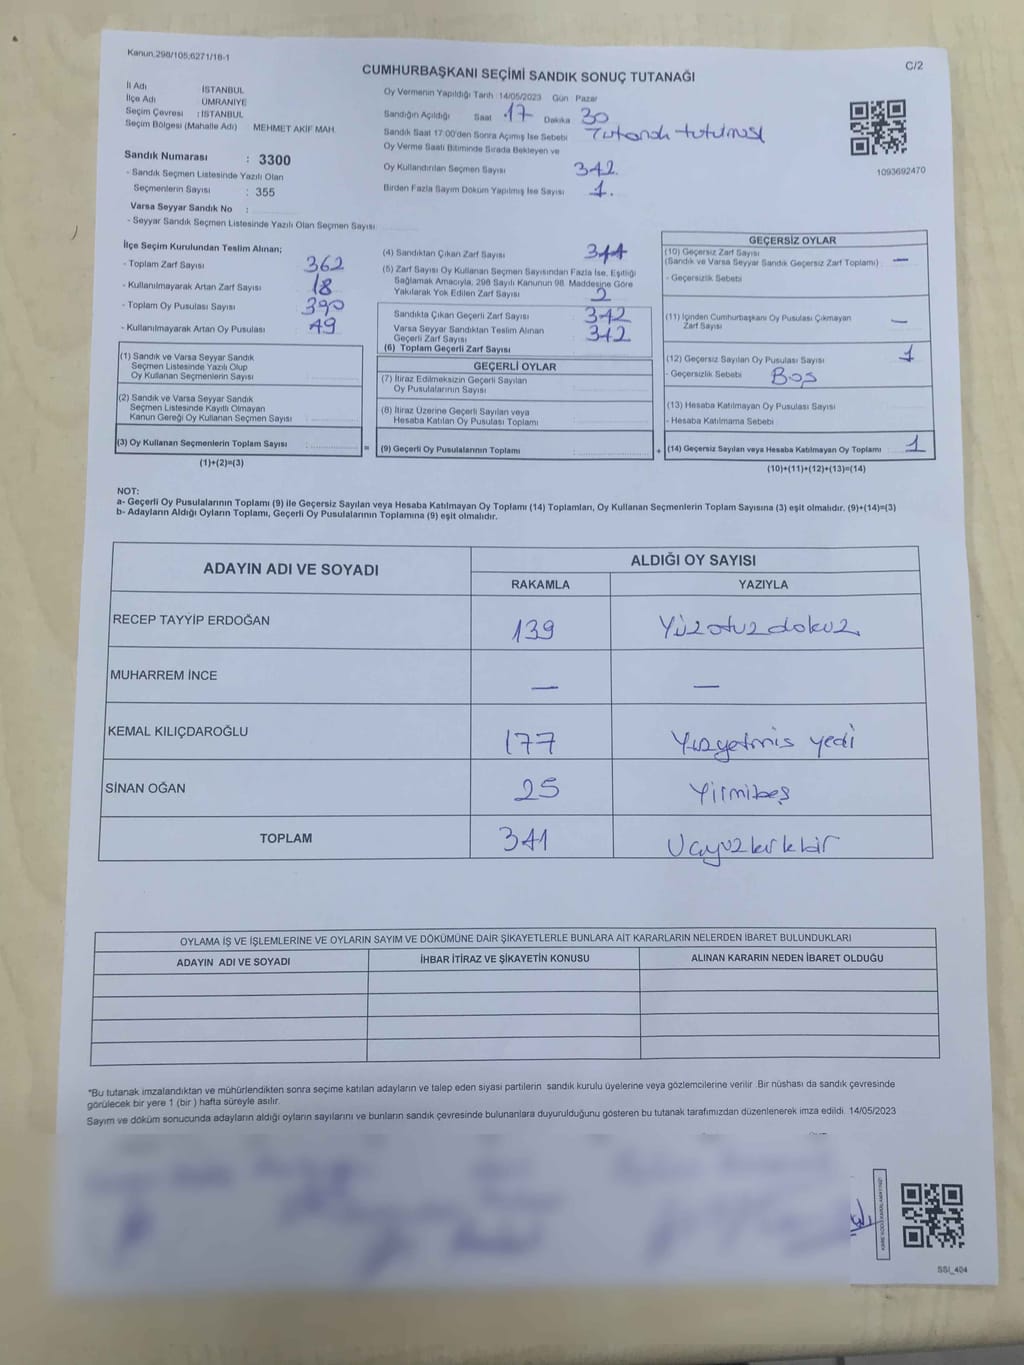 Kanun.298/105;6271/18-1
C/2
CUMHURBAŞKANI SEÇİMİ SANDIK SONUÇ TUTANAĞI
İl Adı İSTANBUL
İlçe Adı ÜMRANİYE
Seçim Çevresi : İSTANBUL
Seçim Bölgesi (Mahalle Adı) MEHMET AKİF MAH.
Sandık Numarası : 3300
- Sandık Seçmen Listesinde Yazılı Olan
Seçmenlerin Sayısı : 355
Varsa Seyyar Sandık No :
- Seyyar Sandık Seçmen Listesinde Yazılı Olan Seçmen Sayısı
Oy Vermenin Yapıldığı Tarih :14/05/2023 Gün Pazar
Sandığın Açıldığı Saat 17 Dakika 30
Sandık Saat 17:00'den Sonra Açımış İse Sebebi Tutanak tutulması
Oy Verme Saati Bitiminde Sırada Bekleyen ve
Oy Kullandırılan Seçmen Sayısı 342
Birden Fazla Sayım Döküm Yapılmış İse Sayısı 1.
1093692470
İlçe Seçim Kurulundan Teslim Alınan;
- Toplam Zarf Sayısı 362
- Kullanılmayarak Artan Zarf Sayısı 18
- Toplam Oy Pusulası Sayısı 390
- Kullanılmayarak Artan Oy Pusulası 49
(1) Sandık ve Varsa Seyyar Sandık
Seçmen Listesinde Yazılı Olup
Oy Kullanan Seçmenlerin Sayısı
(2) Sandık ve Varsa Seyyar Sandık
Seçmen Listesinde Kayıtlı Olmayan
Kanun Gereği Oy Kullanan Seçmen Sayısı
(3) Oy Kullanan Seçmenlerin Toplam Sayısı =
(1)+(2)=(3)
(4) Sandıktan Çıkan Zarf Sayısı 344
(5) Zarf Sayısı Oy Kullanan Seçmen Sayısından Fazla İse, Eşitliği
Sağlamak Amacıyla, 298 Sayılı Kanunun 98. Maddesine Göre
Yakılarak Yok Edilen Zarf Sayısı 2
Sandıkta Çıkan Geçerli Zarf Sayısı 342
Varsa Seyyar Sandıktan Teslim Alınan
Geçerli Zarf Sayısı : 342
(6) Toplam Geçerli Zarf Sayısı
GEÇERLİ OYLAR
(7) İtiraz Edilmeksizin Geçerli Sayılan
Oy Pusulalarının Sayısı
(8) İtiraz Üzerine Geçerli Sayılan veya
Hesaba Katılan Oy Pusulası Toplamı
(9) Geçerli Oy Pusulalarının Toplamı +
GEÇERSİZ OYLAR
(10) Geçersiz Zarf Sayısı
(Sandık ve Varsa Seyyar Sandık Geçersiz Zarf Toplamı) —
- Geçersizlik Sebebi
(11) İçinden Cumhurbaşkanı Oy Pusulası Çıkmayan
Zarf Sayısı —
(12) Geçersiz Sayılan Oy Pusulası Sayısı 1
- Geçersizlik Sebebi Boş
(13) Hesaba Katılmayan Oy Pusulası Sayısı
- Hesaba Katılmama Sebebi
(14) Geçersiz Sayılan veya Hesaba Katılmayan Oy Toplamı 1
(10)+(11)+(12)+(13)=(14)
NOT:
a- Geçerli Oy Pusulalarının Toplamı (9) ile Geçersiz Sayılan veya Hesaba Katılmayan Oy Toplamı (14) Toplamları, Oy Kullanan Seçmenlerin Toplam Sayısına (3) eşit olmalıdır. (9)+(14)=(3)
b- Adayların Aldığı Oyların Toplamı, Geçerli Oy Pusulalarının Toplamına (9) eşit olmalıdır.
ADAYIN ADI VE SOYADI
ALDIĞI OY SAYISI
RAKAMLA YAZIYLA
RECEP TAYYİP ERDOĞAN 139 Yüzotuzdokuz
MUHARREM İNCE — —
KEMAL KILIÇDAROĞLU 177 Yüzyetmis yedi
SİNAN OĞAN 25 Yirmibeş
TOPLAM 341 Ucyuzkırkbir
OYLAMA İŞ VE İŞLEMLERİNE VE OYLARIN SAYIM VE DÖKÜMÜNE DAİR ŞİKAYETLERLE BUNLARA AİT KARARLARIN NELERDEN İBARET BULUNDUKLARI
ADAYIN ADI VE SOYADI İHBAR İTİRAZ VE ŞİKAYETİN KONUSU ALINAN KARARIN NEDEN İBARET OLDUĞU
*Bu tutanak imzalandıktan ve mühürlendikten sonra seçime katılan adayların ve talep eden siyasi partilerin sandık kurulu üyelerine veya gözlemcilerine verilir .Bir nüshası da sandık çevresinde
görülecek bir yere 1 (bir ) hafta süreyle asılır.
Sayım ve döküm sonucunda adayların aldığı oyların sayılarını ve bunların sandık çevresinde bulunanlara duyurulduğunu gösteren bu tutanak tarafımızdan düzenlenerek imza edildi. 14/05/2023
SSI_404